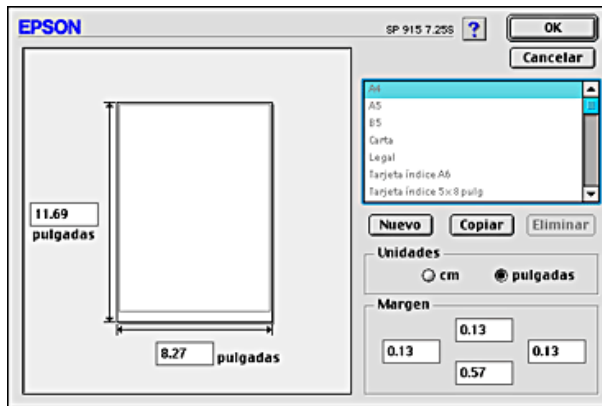 EPSON
SP 915 7.25S
?
OK
Cancelar
A4
A5
B5
Carta
Legal
Tarjeta índice A6
Tarjeta índice 5x8 pulg
11.69
pulgadas
8.27 pulgadas
Nuevo
Copiar
Eliminar
Unidades
cm
pulgadas
Margen
0.13
0.13
0.13
0.57